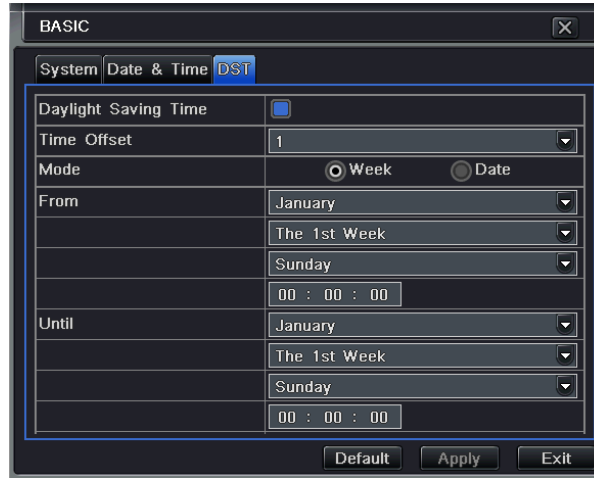 BASIC
System Date & Time DST
Daylight Saving Time
Time Offset 1
Mode Week Date
From January
The 1st Week
Sunday
00 : 00 : 00
Until January
The 1st Week
Sunday
00 : 00 : 00
Default Apply Exit